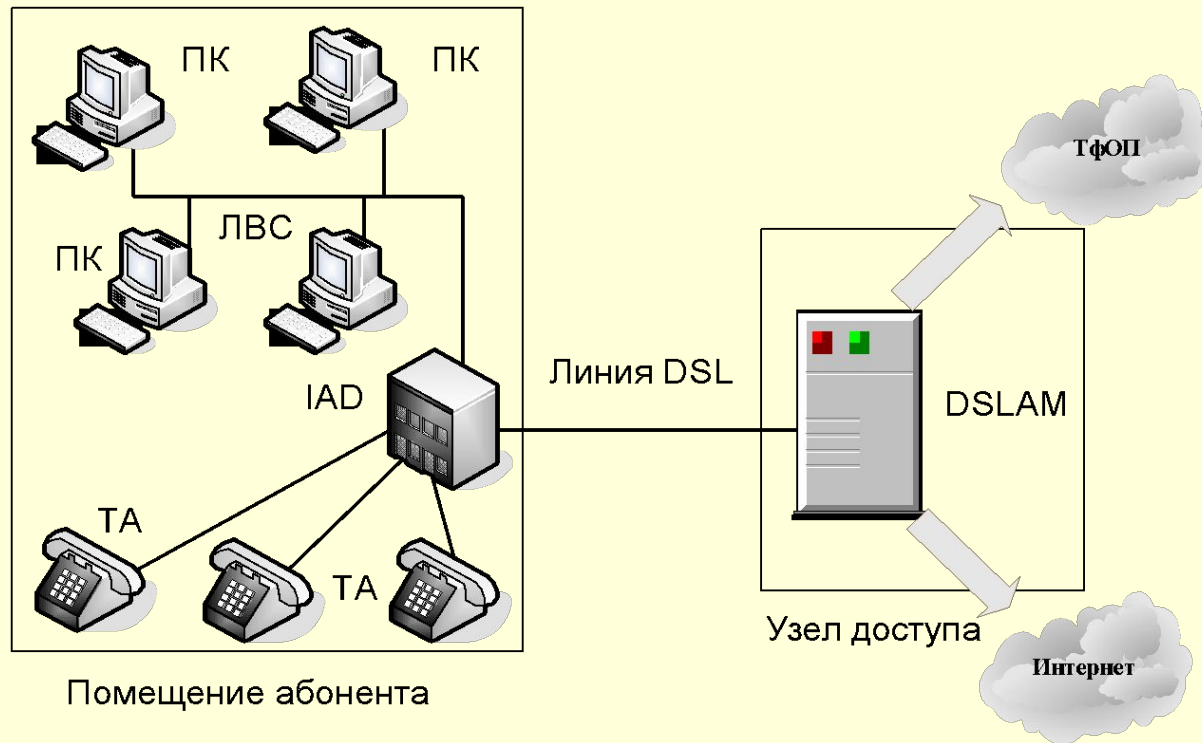 ПК
ПК
ТфОП
ЛВС
ПК
Линия DSL
IAD
DSLAM
ТА
ТА
Узел доступа
Интернет
Помещение абонента